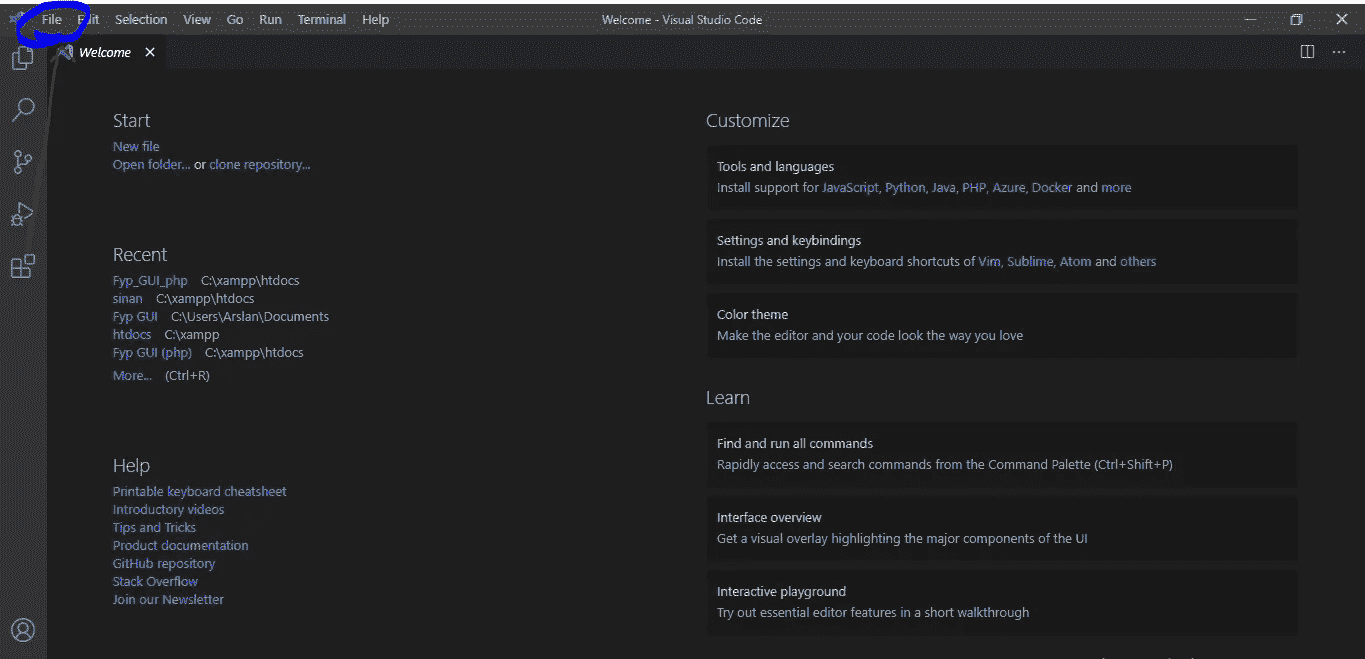 File Edit Selection View Go Run Terminal Help Welcome - Visual Studio Code
Welcome
Start
New file
Open folder... or clone repository...
Recent
Fyp_GUI_php C:\xampp\htdocs
sinan C:\xampp\htdocs
Fyp GUI C:\Users\Arslan\Documents
htdocs C:\xampp
Fyp GUI (php) C:\xampp\htdocs
More... (Ctrl+R)
Help
Printable keyboard cheatsheet
Introductory videos
Tips and Tricks
Product documentation
GitHub repository
Stack Overflow
Join our Newsletter
Customize
Tools and languages
Install support for JavaScript, Python, Java, PHP, Azure, Docker and more
Settings and keybindings
Install the settings and keyboard shortcuts of Vim, Sublime, Atom and others
Color theme
Make the editor and your code look the way you love
Learn
Find and run all commands
Rapidly access and search commands from the Command Palette (Ctrl+Shift+P)
Interface overview
Get a visual overlay highlighting the major components of the UI
Interactive playground
Try out essential editor features in a short walkthrough